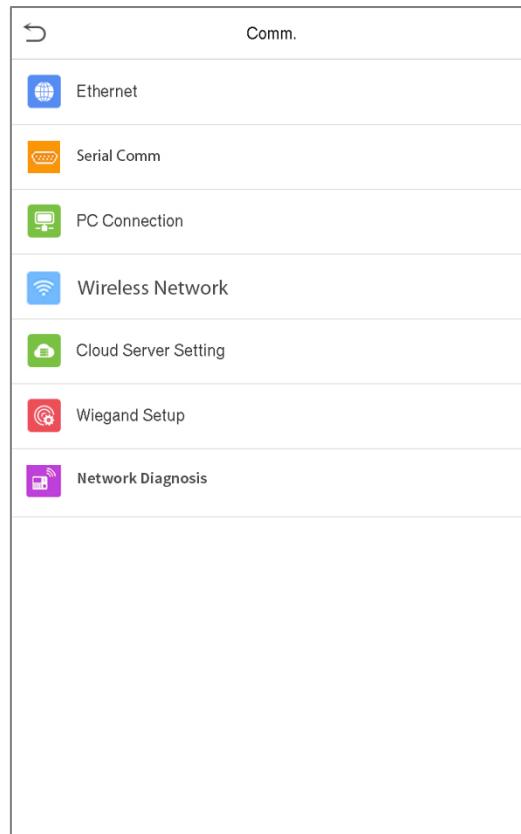 Comm.
Ethernet
Serial Comm
PC Connection
Wireless Network
Cloud Server Setting
Wiegand Setup
Network Diagnosis